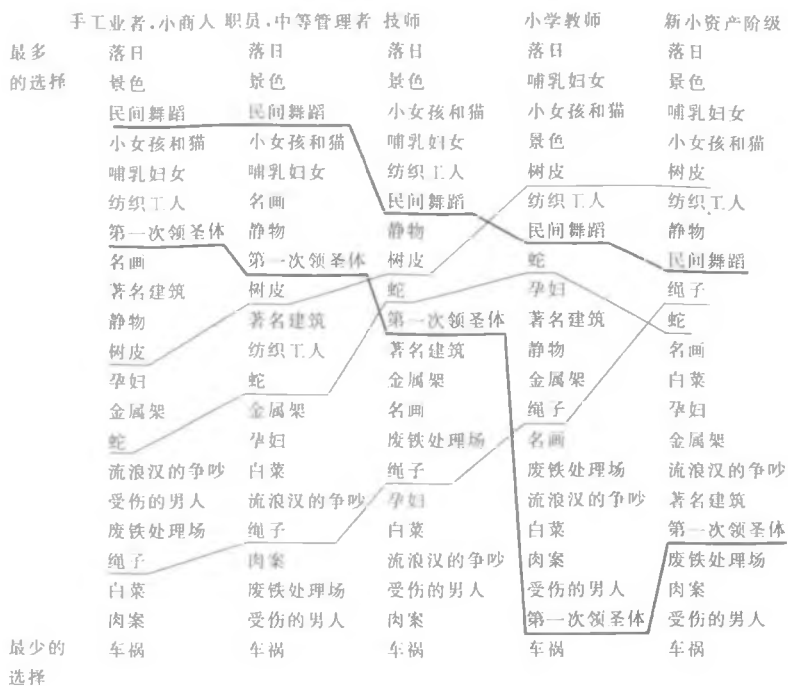 手工业者,小商人 职员,中等管理者 技师 小学教师 新小资产阶级
最多 落日 落日 落日 落日 落日
的选择 景色 景色 景色 哺乳妇女 景色
民间舞蹈 民间舞蹈 小女孩和猫 小女孩和猫 哺乳妇女
小女孩和猫 小女孩和猫 哺乳妇女 景色 小女孩和猫
哺乳妇女 哺乳妇女 纺织工人 树皮 树皮
纺织工人 名画 民间舞蹈 纺织工人 纺织工人
第一次领圣体 静物 静物 民间舞蹈 静物
名画 第一次领圣体 树皮 蛇 民间舞蹈
著名建筑 树皮 蛇 孕妇 绳子
静物 著名建筑 第一次领圣体 著名建筑 蛇
树皮 纺织工人 著名建筑 静物 名画
孕妇 蛇 金属架 金属架 白菜
金属架 金属架 名画 绳子 孕妇
蛇 孕妇 废铁处理场 名画 金属架
流浪汉的争吵 白菜 绳子 废铁处理场 流浪汉的争吵
受伤的男人 流浪汉的争吵 孕妇 流浪汉的争吵 著名建筑
废铁处理场 绳子 白菜 白菜 第一次领圣体
绳子 肉案 流浪汉的争吵 肉案 废铁处理场
白菜 废铁处理场 受伤的男人 受伤的男人 肉案
肉案 受伤的男人 肉案 第一次领圣体 受伤的男人
最少的 车祸 车祸 车祸 车祸 车祸
选择